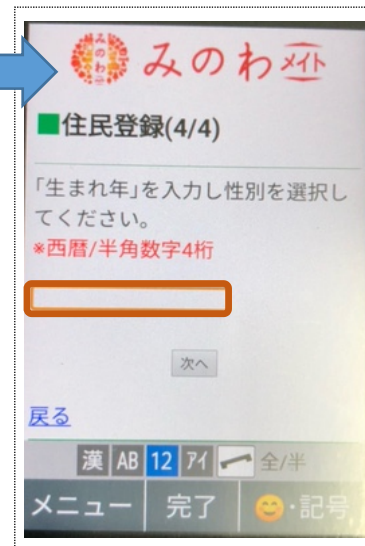 みのわメイト
■住民登録(4/4)
「生まれ年」を入力し性別を選択し
てください。
※西暦/半角数字4桁
次へ
戻る
漢 AB 12 アイ 全/半
メニュー 完了 😊・記号